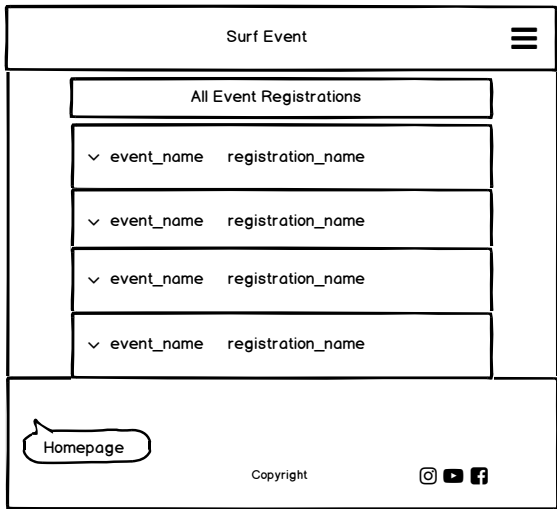 Surf Event
All Event Registrations
event_name registration_name
event_name registration_name
event_name registration_name
event_name registration_name
Homepage
Copyright